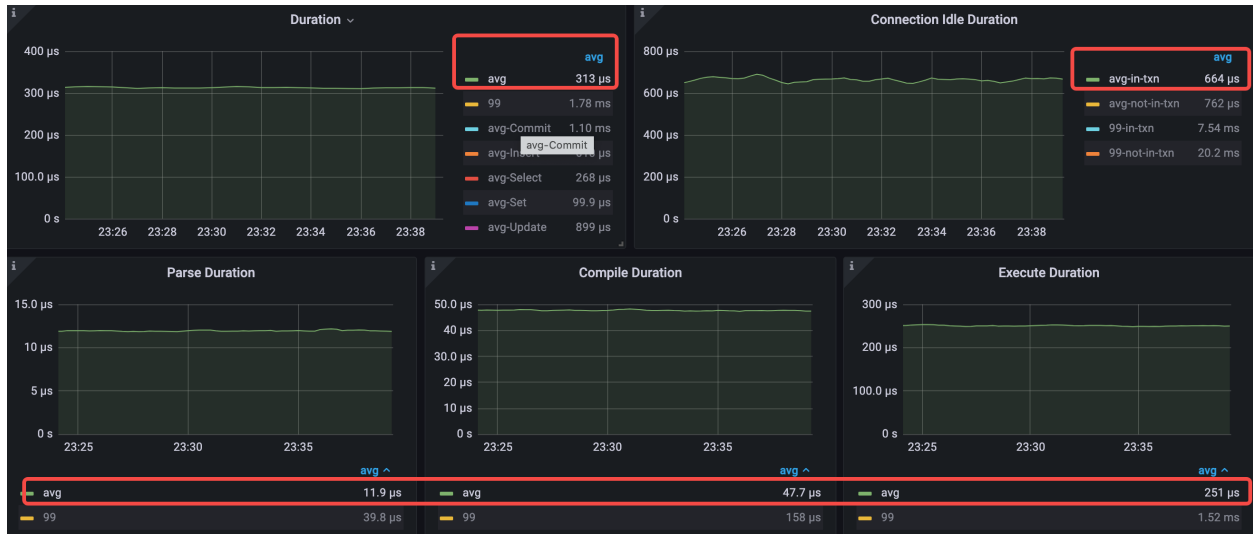 Duration
400 µs
300 µs
200 µs
100.0 µs
0 s
23:26 23:28 23:30 23:32 23:34 23:36 23:38
avg
avg 313 µs
99 1.78 ms
avg-Commit 1.10 ms
avg-Commit
avg-Select 268 µs
avg-Set 99.9 µs
avg-Update 899 µs
Connection Idle Duration
800 µs
600 µs
400 µs
200 µs
0 s
23:26 23:28 23:30 23:32 23:34 23:36 23:38
avg
avg-in-txn 664 µs
avg-not-in-txn 762 µs
99-in-txn 7.54 ms
99-not-in-txn 20.2 ms
Parse Duration
15.0 µs
10 µs
5 µs
0 s
23:25 23:30 23:35
avg
avg 11.9 µs
99 39.8 µs
Compile Duration
50.0 µs
40 µs
30.0 µs
20 µs
10 µs
0 s
23:25 23:30 23:35
avg
avg 47.7 µs
99 158 µs
Execute Duration
300 µs
200 µs
100.0 µs
0 s
23:25 23:30 23:35
avg
avg 251 µs
99 1.52 ms